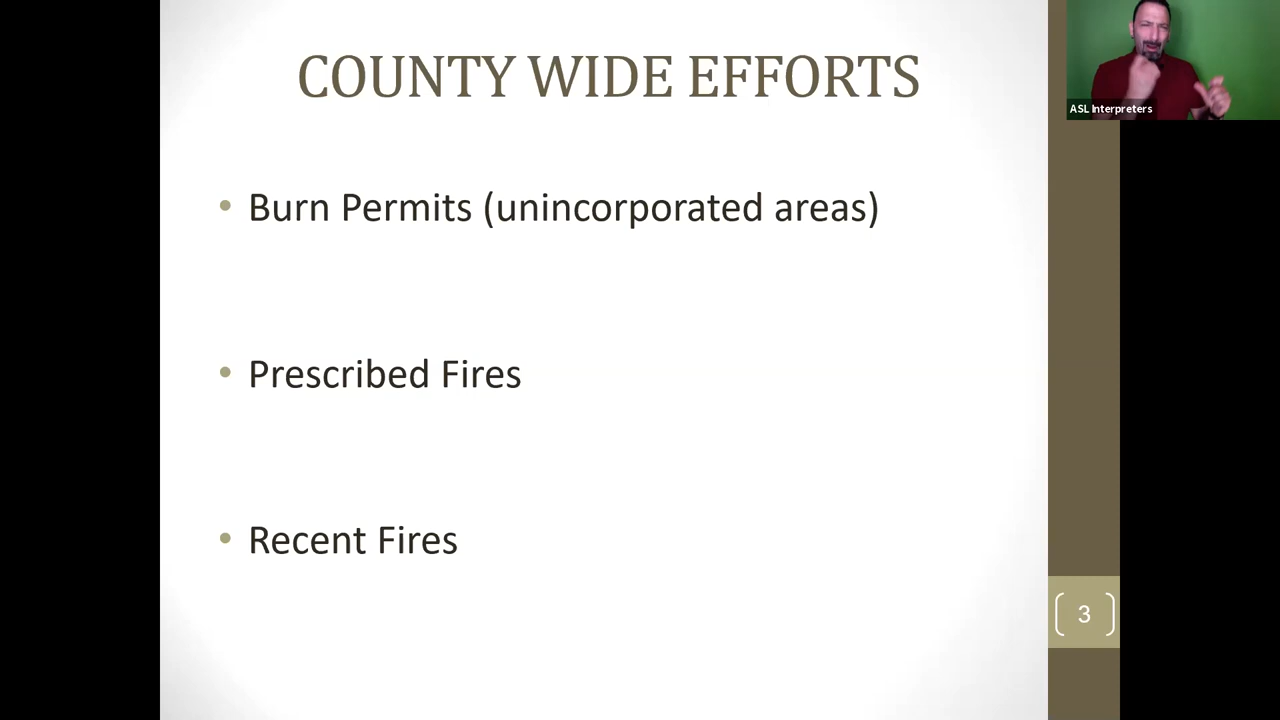 COUNTY WIDE EFFORTS
ASL Interpreters
• Burn Permits (unincorporated areas)
• Prescribed Fires
• Recent Fires
3